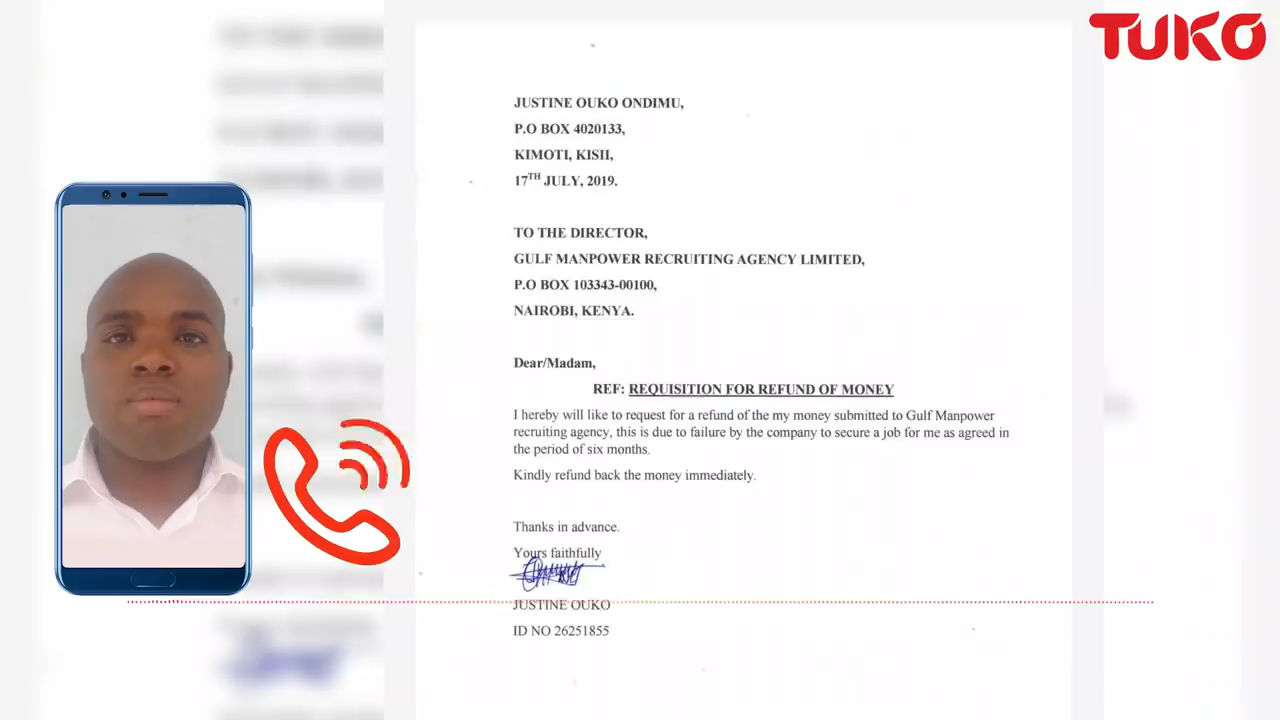 TUKO
JUSTINE OUKO ONDIMU,
P.O BOX 4020133,
KIMOTI, KISII,
17TH JULY, 2019.
TO THE DIRECTOR,
GULF MANPOWER RECRUITING AGENCY LIMITED,
P.O BOX 103343-00100,
NAIROBI, KENYA.
Dear/Madam,
REF: REQUISITION FOR REFUND OF MONEY
I hereby will like to request for a refund of the my money submitted to Gulf Manpower
recruiting agency, this is due to failure by the company to secure a job for me as agreed in
the period of six months.
Kindly refund back the money immediately.
Thanks in advance.
Yours faithfully
JUSTINE OUKO
ID NO 26251855